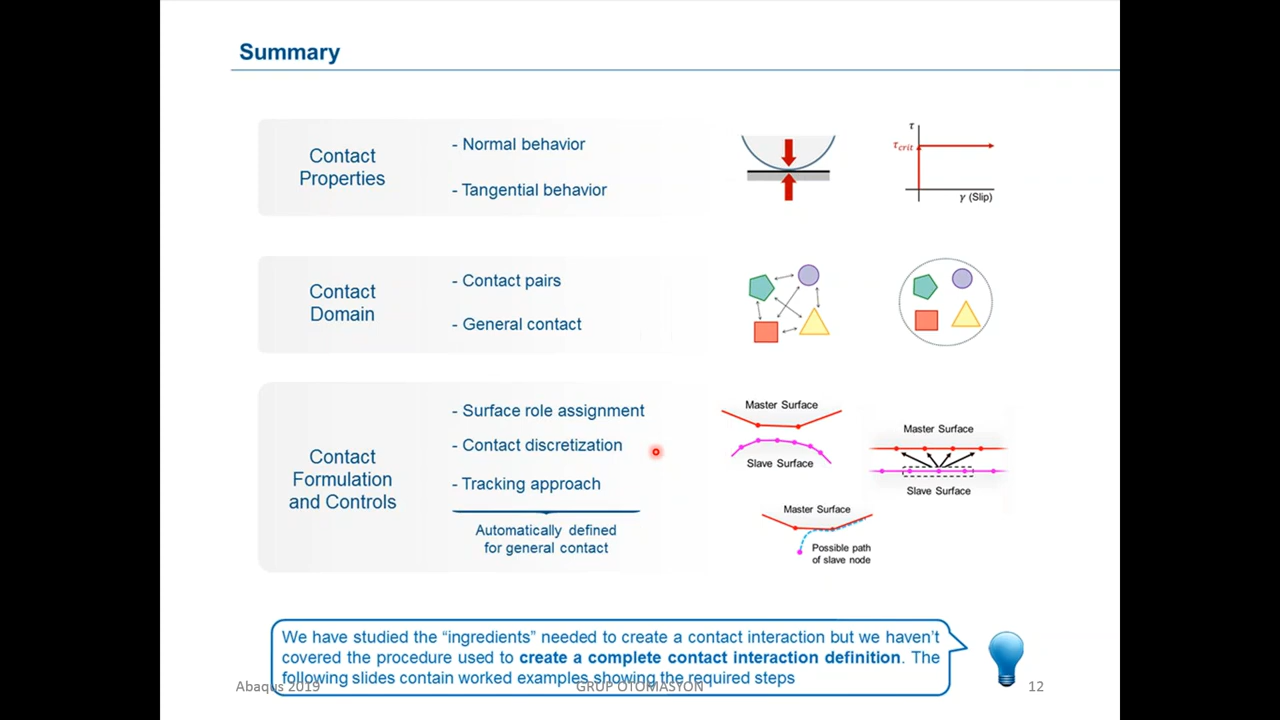 Summary
Contact
Properties
- Normal behavior
- Tangential behavior
τ
τcrit
γ (Slip)
Contact
Domain
- Contact pairs
- General contact
Contact
Formulation
and Controls
- Surface role assignment
- Contact discretization
- Tracking approach
Automatically defined
for general contact
Master Surface
Slave Surface
Master Surface
Slave Surface
Master Surface
Possible path
of slave node
We have studied the “ingredients” needed to create a contact interaction but we haven’t
covered the procedure used to create a complete contact interaction definition. The
following slides contain worked examples showing the required steps
Abaqus 2019
GRUP OTOMASYON
12